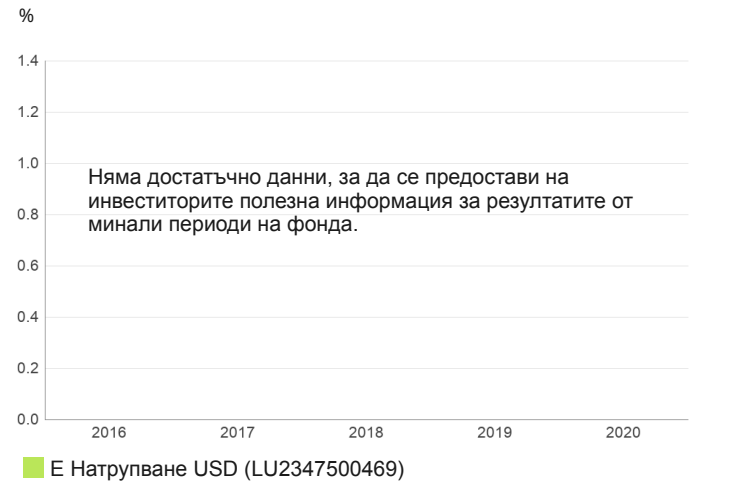 %
1.4
1.2
1.0
Няма достатъчно данни, за да се предостави на
инвеститорите полезна информация за резултатите от
0.8
минали периоди на фонда.
0.6
0.4
0.2
0.0
2016 2017 2018 2019 2020
E Натрупване USD (LU2347500469)